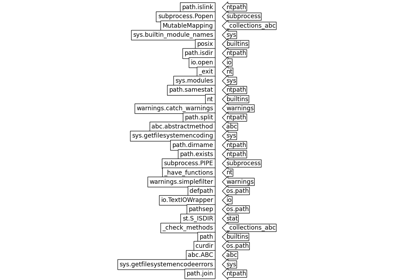 path.islink ntpath
subprocess.Popen subprocess
MutableMapping _collections_abc
sys.builtin_module_names sys
posix builtins
path.isdir ntpath
io.open io
_exit nt
sys.modules sys
path.samestat ntpath
nt builtins
warnings.catch_warnings warnings
path.split ntpath
abc.abstractmethod abc
sys.getfilesystemencoding sys
path.dirname ntpath
path.exists ntpath
subprocess.PIPE subprocess
_have_functions nt
warnings.simplefilter warnings
defpath os.path
io.TextIOWrapper io
pathsep os.path
st.S_ISDIR stat
_check_methods _collections_abc
path builtins
curdir os.path
abc.ABC abc
sys.getfilesystemencodeerrors sys
path.join ntpath